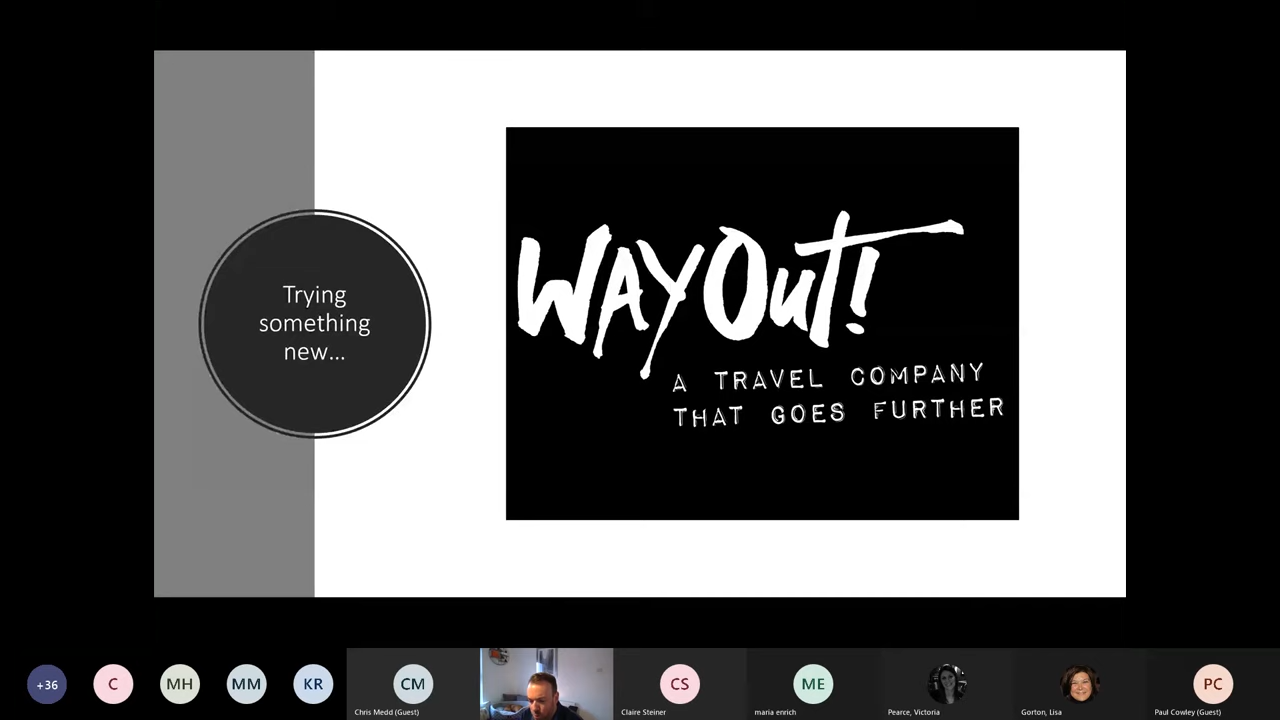 Trying
something
new...
WAYOut!
A TRAVEL COMPANY
THAT GOES FURTHER
+36
C
MH
MM
KR
CM
Chris Medd (Guest)
CS
Claire Steiner
ME
maria enrich
Pearce, Victoria
Gorton, Lisa
PC
Paul Cowley (Guest)